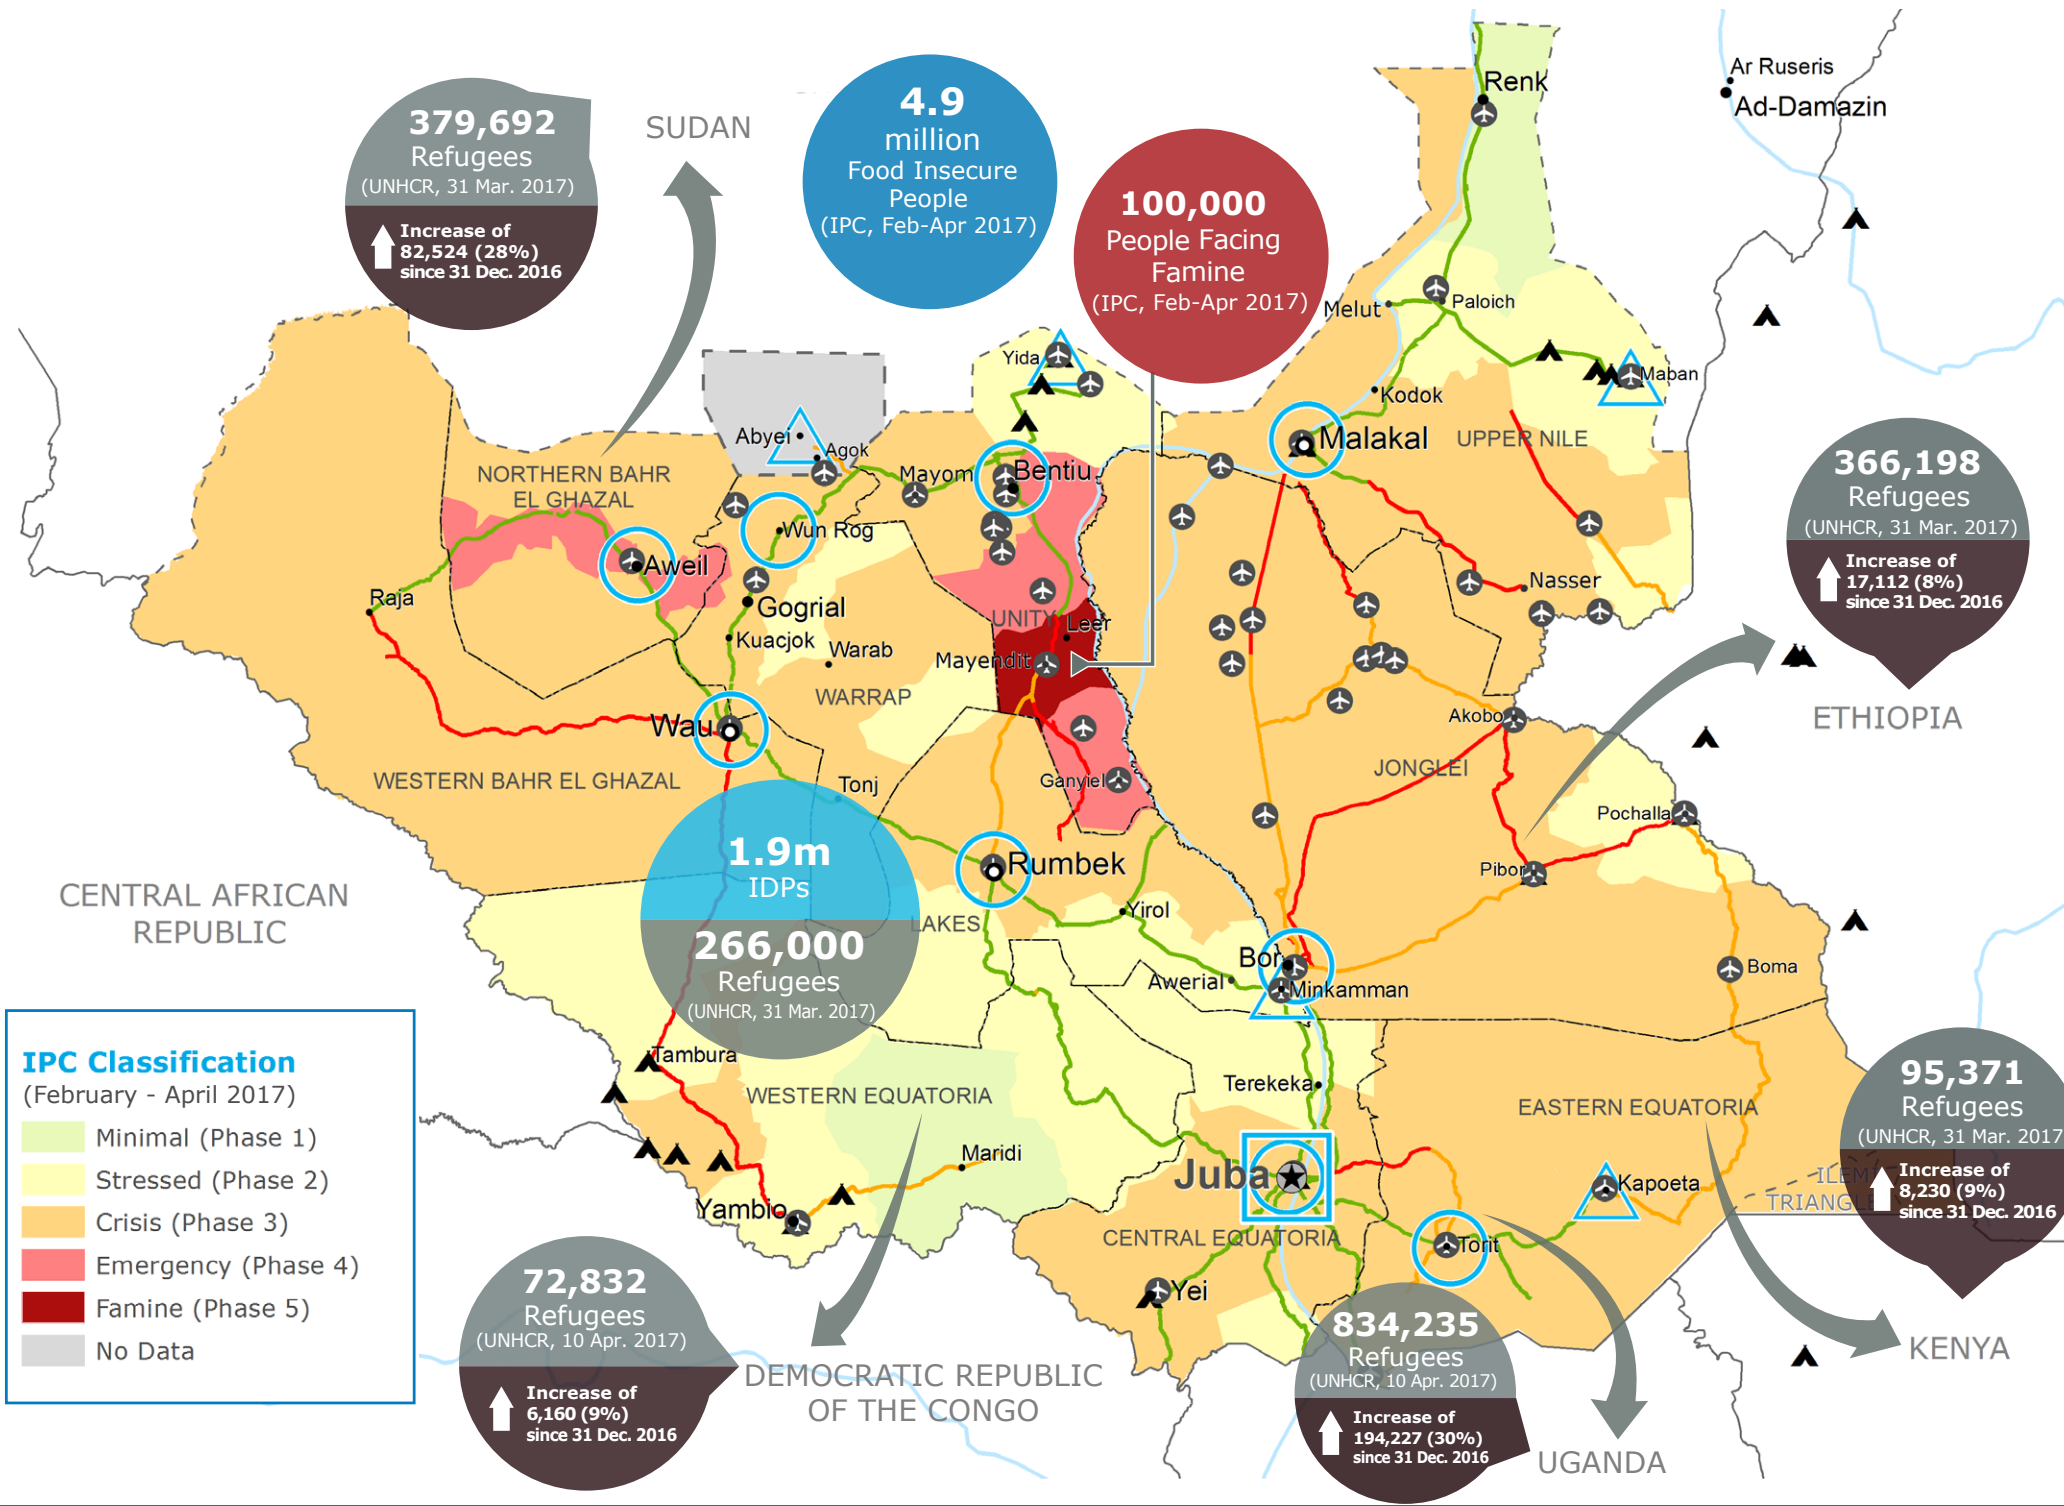 379,692
Refugees
(UNHCR, 31 Mar. 2017)
Increase of
82,524 (28%)
since 31 Dec. 2016
SUDAN
4.9
million
Food Insecure
People
(IPC, Feb-Apr 2017)
100,000
People Facing
Famine
(IPC, Feb-Apr 2017)
Renk
Ar Ruseris
Ad-Damazin
Paloich
Melut
Yida
Maban
Kodok
Abyei
Agok
Mayom
Bentiu
Malakal
UPPER NILE
NORTHERN BAHR
EL GHAZAL
366,198
Refugees
(UNHCR, 31 Mar. 2017)
Increase of
17,112 (8%)
since 31 Dec. 2016
ETHIOPIA
Wun Rog
Aweil
Raja
Gogrial
Kuacjok
Warab
WARRAP
UNITY
Leer
Mayendit
Nasser
Akobo
Wau
WESTERN BAHR EL GHAZAL
Tonj
Ganyiel
JONGLEI
Pochalla
Pibor
1.9m
IDPs
266,000
Refugees
(UNHCR, 31 Mar. 2017)
Rumbek
LAKES
Yirol
Awerial
Bor
Minkamman
Boma
CENTRAL AFRICAN
REPUBLIC
IPC Classification
(February - April 2017)
Minimal (Phase 1)
Stressed (Phase 2)
Crisis (Phase 3)
Emergency (Phase 4)
Famine (Phase 5)
No Data
Tambura
WESTERN EQUATORIA
Maridi
Yambio
Terekeka
Juba
CENTRAL EQUATORIA
Yei
EASTERN EQUATORIA
Kapoeta
Torit
95,371
Refugees
(UNHCR, 31 Mar. 2017
Increase of
8,230 (9%)
since 31 Dec. 2016
ILEM
TRIANGLE
KENYA
72,832
Refugees
(UNHCR, 10 Apr. 2017)
Increase of
6,160 (9%)
since 31 Dec. 2016
DEMOCRATIC REPUBLIC
OF THE CONGO
834,235
Refugees
(UNHCR, 10 Apr. 2017)
Increase of
194,227 (30%)
since 31 Dec. 2016
UGANDA